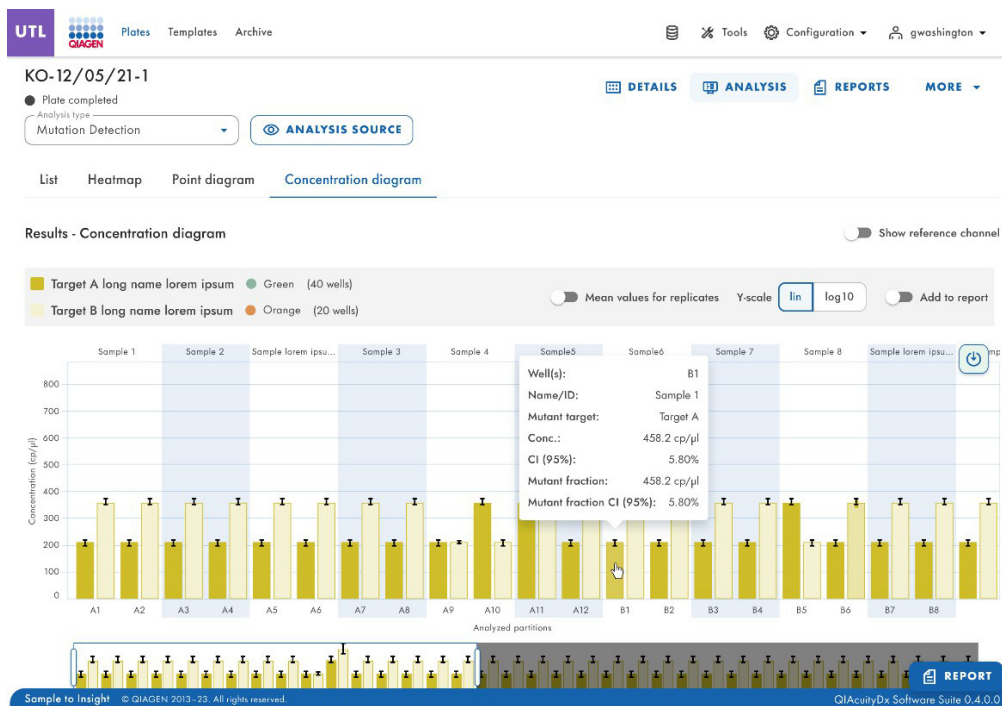 UTL QIAGEN Plates Templates Archive Tools Configuration gwashington
KO-12/05/21-1
DETAILS ANALYSIS REPORTS MORE
Plate completed
Analysis type
Mutation Detection ANALYSIS SOURCE
List Heatmap Point diagram Concentration diagram
Results - Concentration diagram Show reference channel
Target A long name lorem ipsum Green (40 wells)
Target B long name lorem ipsum Orange (20 wells)
Mean values for replicates Y-scale lin log10 Add to report
Sample 1 Sample 2 Sample lorem ipsu... Sample 3 Sample 4 Sample5 Sample6 Sample 7 Sample 8 Sample lorem ipsu...
Well(s): B1
Name/ID: Sample 1
Mutant target: Target A
Conc.: 458.2 cp/µl
CI (95%): 5.80%
Mutant fraction: 458.2 cp/µl
Mutant fraction CI (95%): 5.80%
Concentration (cp/µl)
800
700
600
500
400
300
200
100
0
A1 A2 A3 A4 A5 A6 A7 A8 A9 A10 A11 A12 B1 B2 B3 B4 B5 B6 B7 B8
Analyzed partitions
REPORT
Sample to Insight © QIAGEN 2013–23. All rights reserved. QIAcuityDx Software Suite 0.4.0.0